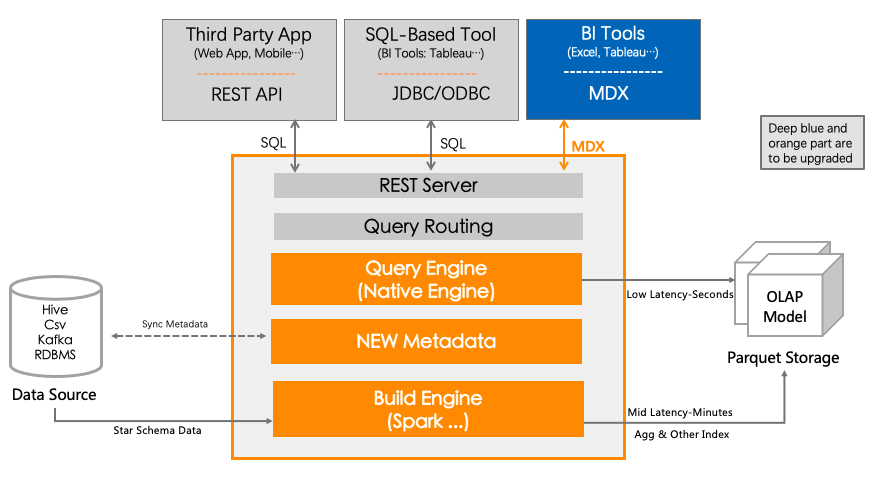 Third Party App
(Web App, Mobile…)
REST API
SQL-Based Tool
(BI Tools: Tableau…)
JDBC/ODBC
BI Tools
(Excel, Tableau…)
MDX
Deep blue and
orange part are
to be upgraded
SQL
SQL
MDX
REST Server
Query Routing
Query Engine
(Native Engine)
NEW Metadata
Build Engine
(Spark ...)
Hive
Csv
Kafka
RDBMS
Data Source
Sync Metadata
Star Schema Data
Low Latency-Seconds
OLAP
Model
Parquet Storage
Mid Latency-Minutes
Agg & Other Index